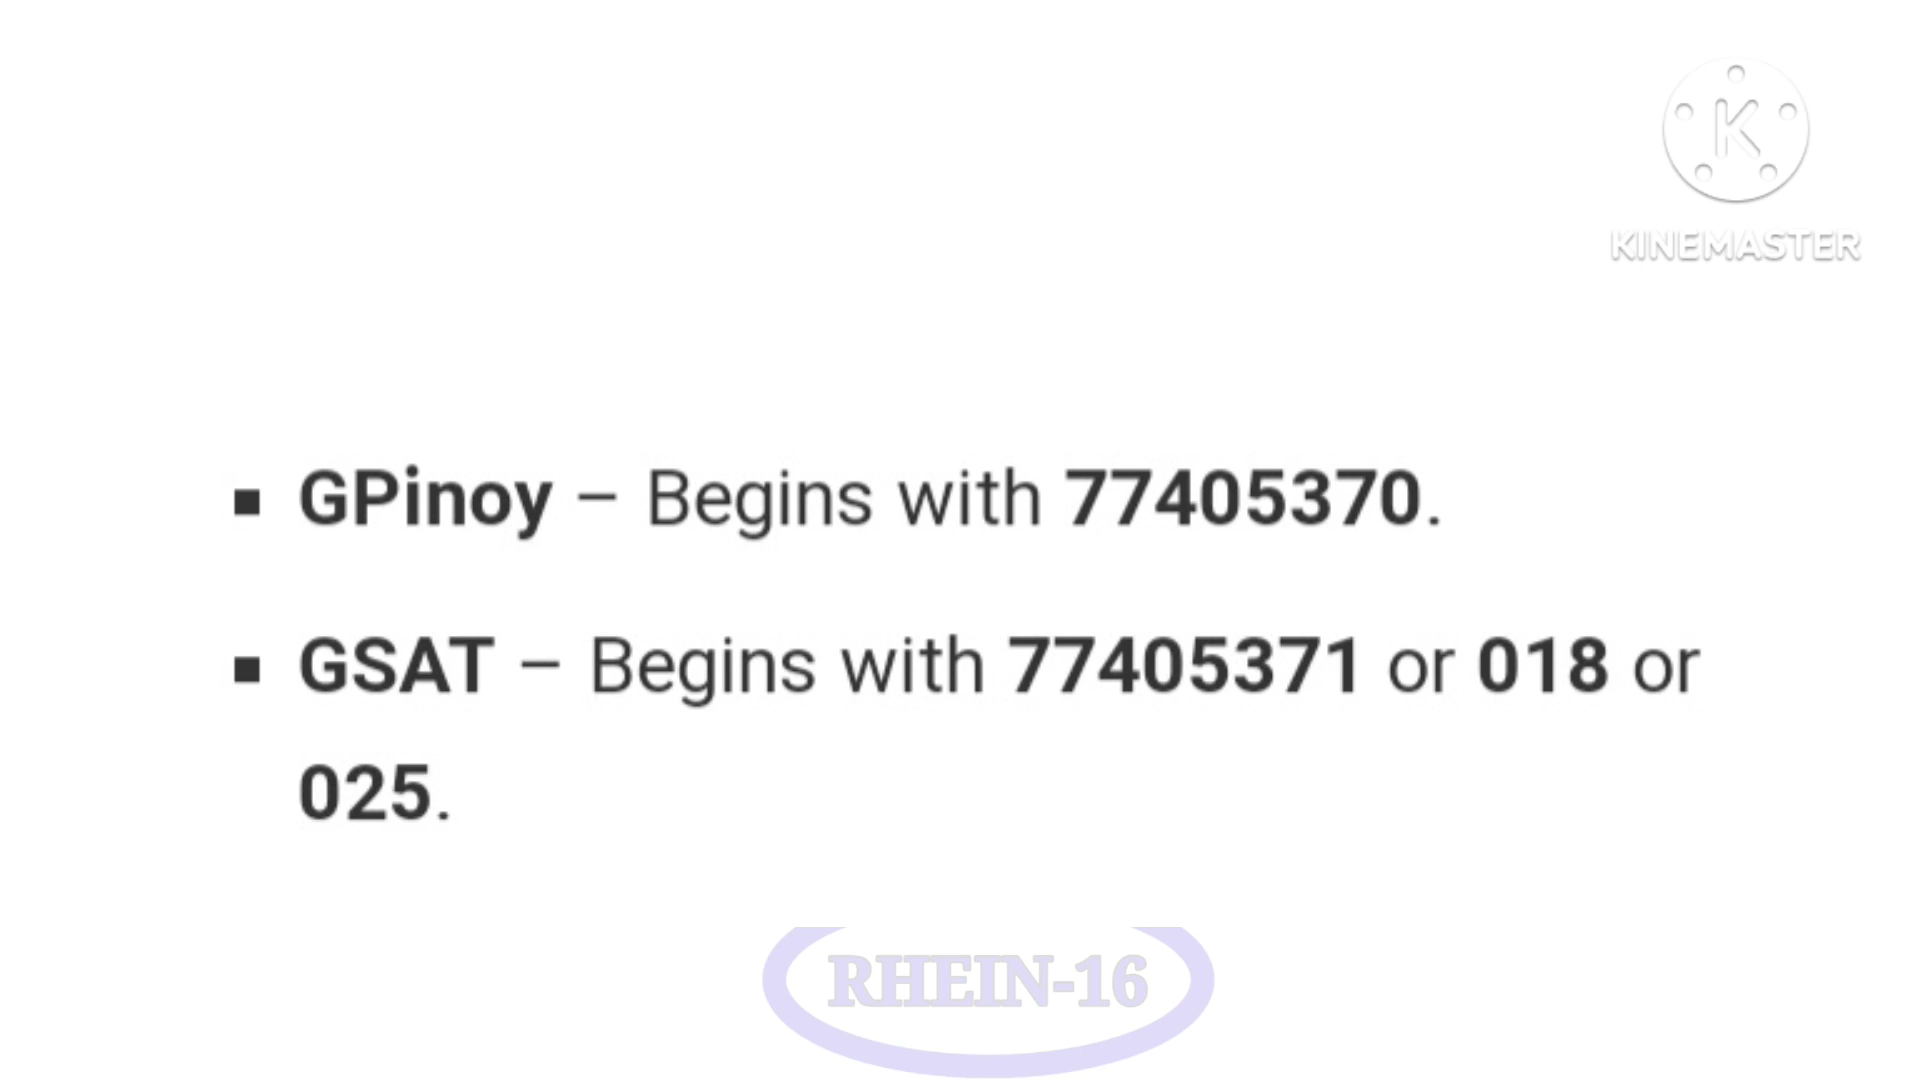 K
KINEMASTER
▪ GPinoy – Begins with 77405370.
▪ GSAT – Begins with 77405371 or 018 or
025.
RHEIN-16